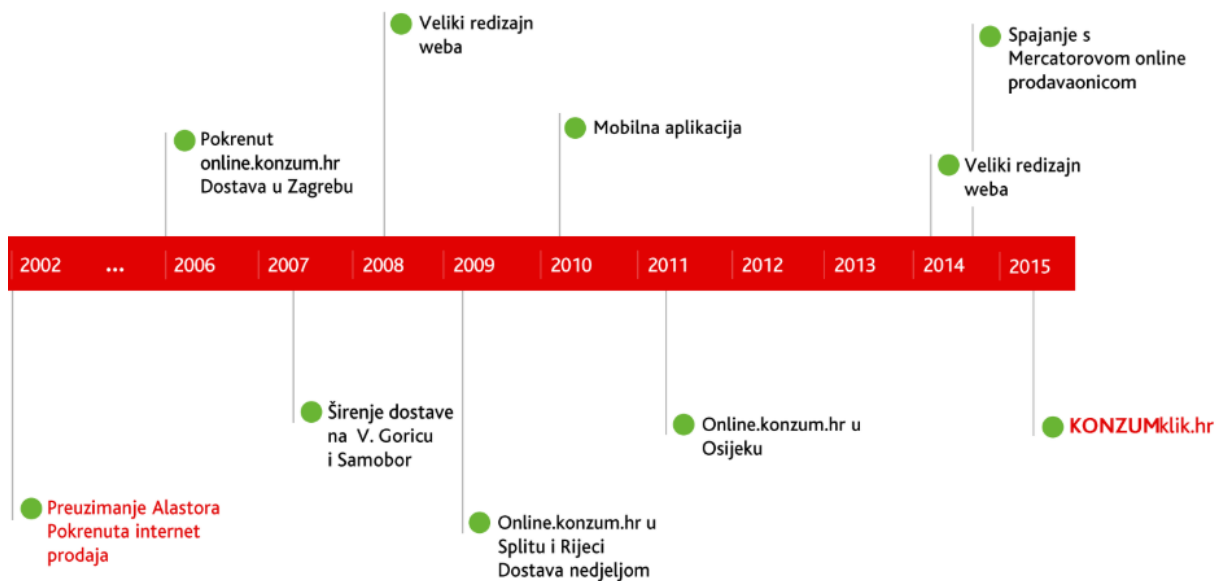 Veliki redizajn
weba
Spajanje s
Mercatorovom online
prodavaonicom
Pokrenut
online.konzum.hr
Dostava u Zagrebu
Mobilna aplikacija
Veliki redizajn
weba
2002 ... 2006 2007 2008 2009 2010 2011 2012 2013 2014 2015
Širenje dostave
na V. Goricu
i Samobor
Online.konzum.hr u
Osijeku
KONZUMklik.hr
Preuzimanje Alastora
Pokrenuta internet
prodaja
Online.konzum.hr u
Splitu i Rijeci
Dostava nedjeljom